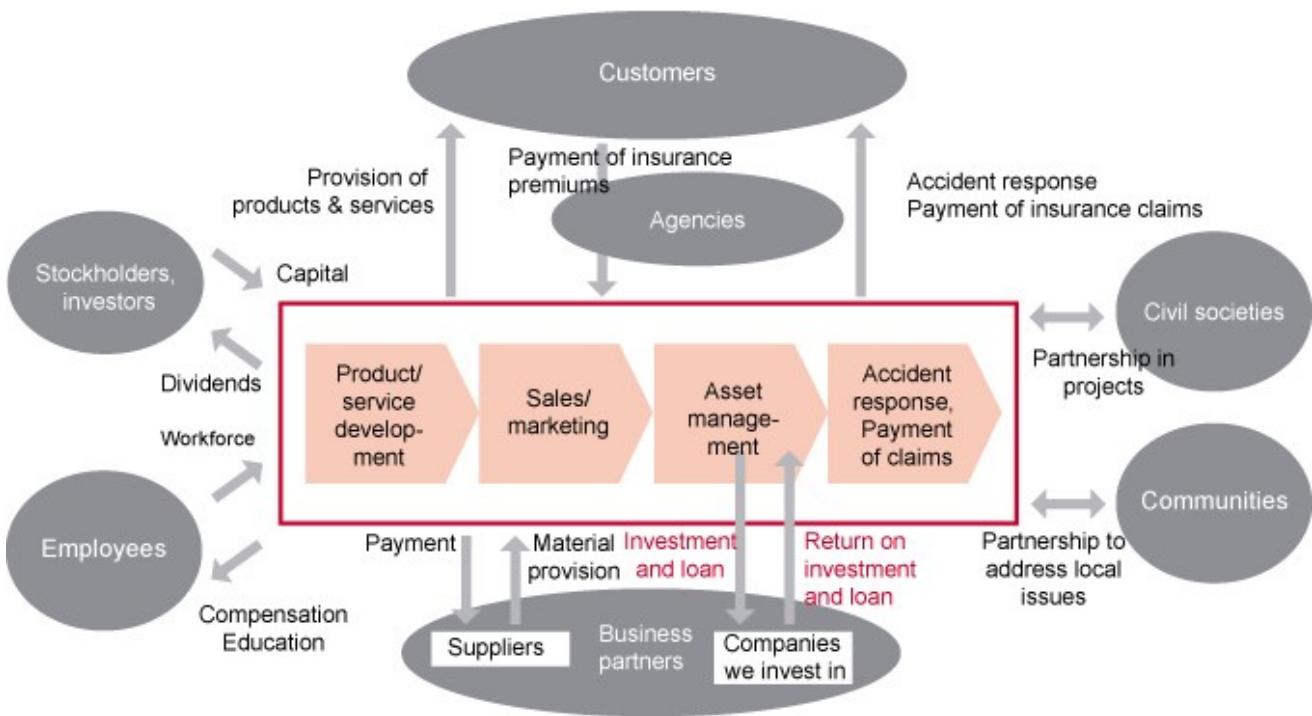 Customers
Provision of
products & services
Payment of insurance
premiums
Agencies
Accident response
Payment of insurance claims
Stockholders,
investors
Capital
Dividends
Civil societies
Partnership in
projects
Product/
service
develop-
ment
Sales/
marketing
Asset
manage-
ment
Accident
response,
Payment
of claims
Workforce
Employees
Compensation
Education
Communities
Partnership to
address local
issues
Payment
Material
provision
Investment
and loan
Return on
investment
and loan
Suppliers
Business
partners
Companies
we invest in